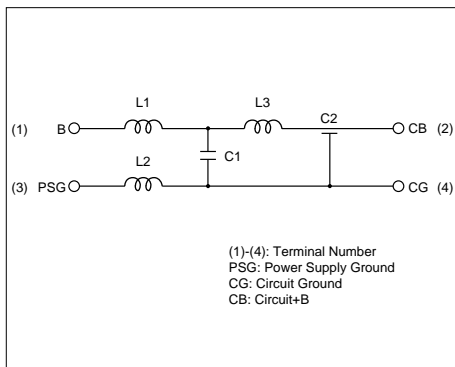 L1
L3
C2
(1)
B
CB
(2)
C1
L2
(3)
PSG
CG
(4)
(1)-(4): Terminal Number
PSG: Power Supply Ground
CG: Circuit Ground
CB: Circuit+B